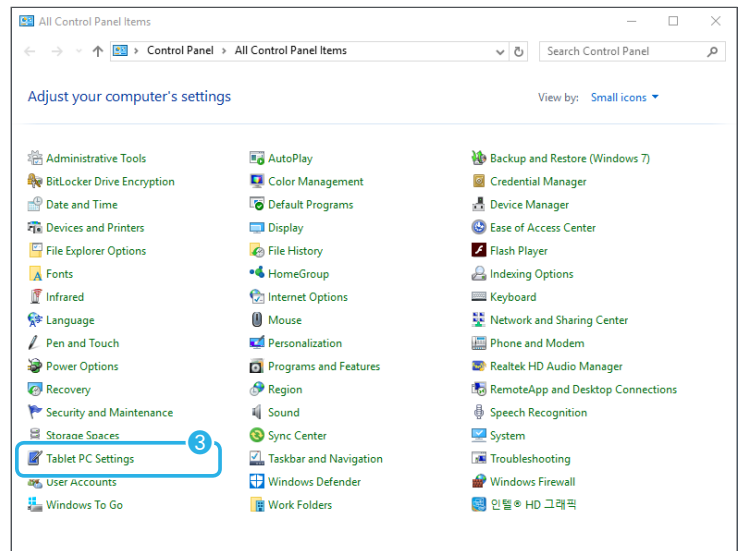 All Control Panel Items
Control Panel > All Control Panel Items
Search Control Panel
Adjust your computer's settings
View by: Small icons
Administrative Tools
AutoPlay
Backup and Restore (Windows 7)
BitLocker Drive Encryption
Color Management
Credential Manager
Date and Time
Default Programs
Device Manager
Devices and Printers
Display
Ease of Access Center
File Explorer Options
File History
Flash Player
Fonts
HomeGroup
Indexing Options
Infrared
Internet Options
Keyboard
Language
Mouse
Network and Sharing Center
Pen and Touch
Personalization
Phone and Modem
Power Options
Programs and Features
Realtek HD Audio Manager
Recovery
Region
RemoteApp and Desktop Connections
Security and Maintenance
Sound
Speech Recognition
Storage Spaces
3
Sync Center
System
Tablet PC Settings
Taskbar and Navigation
Troubleshooting
User Accounts
Windows Defender
Windows Firewall
Windows To Go
Work Folders
인텔® HD 그래픽